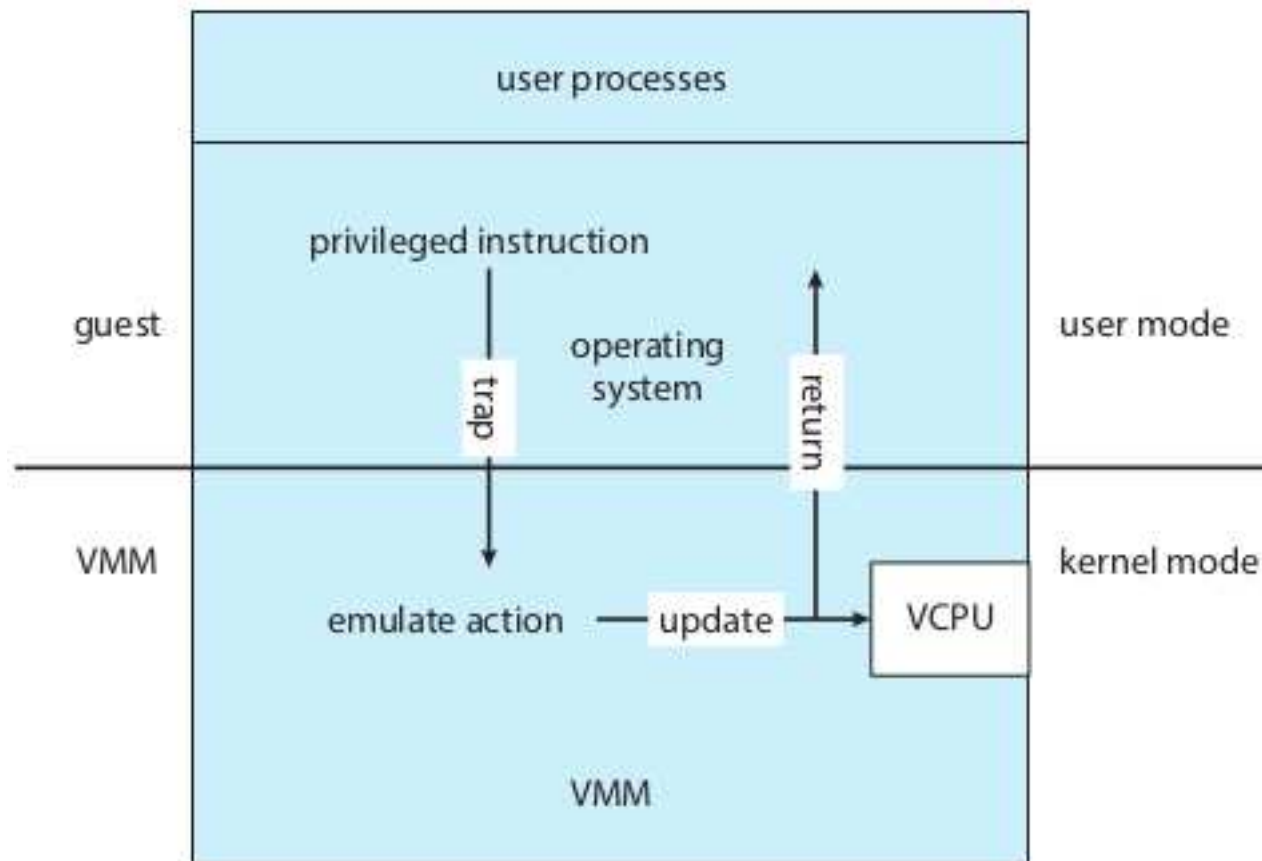 user processes
privileged instruction
guest
operating
system
user mode
trap
return
VMM
kernel mode
emulate action
update
VCPU
VMM